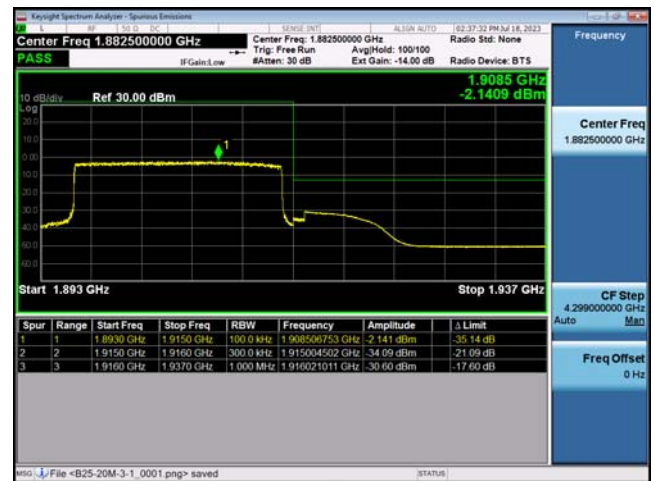 Keysight Spectrum Analyzer - Spurious Emissions
L RF 50 Ω DC SENSE:INT ALIGN AUTO 02:37:32 PM Jul 18, 2023
Center Freq 1.882500000 GHz
Center Freq: 1.882500000 GHz
Radio Std: None
Trig: Free Run Avg|Hold: 100/100
PASS
IFGain:Low
#Atten: 30 dB Ext Gain: -14.00 dB Radio Device: BTS
Frequency
1.9085 GHz
-2.1409 dBm
10 dB/div Ref 30.00 dBm
Log
20.0
10.0
0.00
10.0
20.0
30.0
40.0
50.0
60.0
1
Start 1.893 GHz Stop 1.937 GHz
Center Freq
1.882500000 GHz
CF Step
4.299000000 GHz
Auto Man
Freq Offset
0 Hz
Spur Range Start Freq Stop Freq RBW Frequency Amplitude Δ Limit
1 1 1.8930 GHz 1.9150 GHz 100.0 kHz 1.908506753 GHz -2.141 dBm -35.14 dB
2 2 1.9150 GHz 1.9160 GHz 300.0 kHz 1.915004502 GHz -34.09 dBm -21.09 dB
3 3 1.9160 GHz 1.9370 GHz 1.000 MHz 1.916021011 GHz -30.60 dBm -17.60 dB
MSG File <B25-20M-3-1_0001.png> saved STATUS